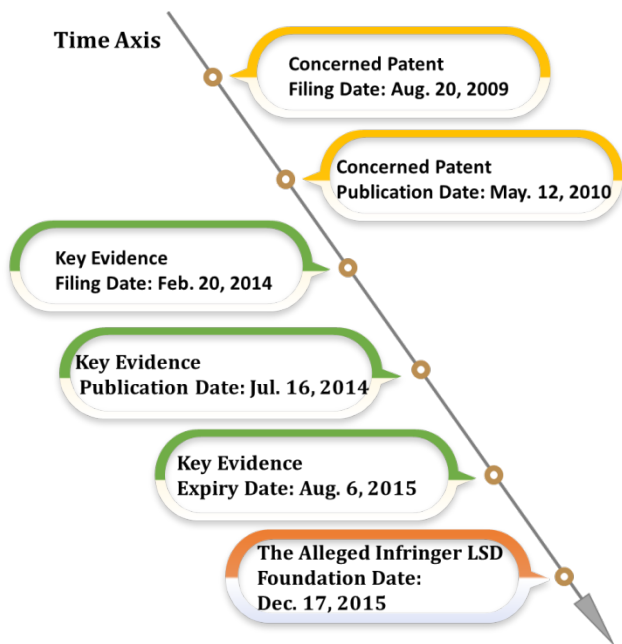 Time Axis
Concerned Patent
Filing Date: Aug. 20, 2009
Concerned Patent
Publication Date: May. 12, 2010
Key Evidence
Filing Date: Feb. 20, 2014
Key Evidence
Publication Date: Jul. 16, 2014
Key Evidence
Expiry Date: Aug. 6, 2015
The Alleged Infringer LSD
Foundation Date:
Dec. 17, 2015